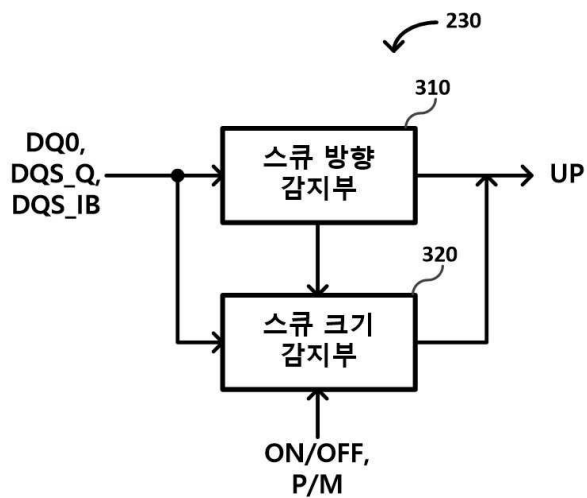 230
310
DQ0,
DQS_Q,
DQS_IB
스큐 방향
감지부
UP
320
스큐 크기
감지부
ON/OFF,
P/M